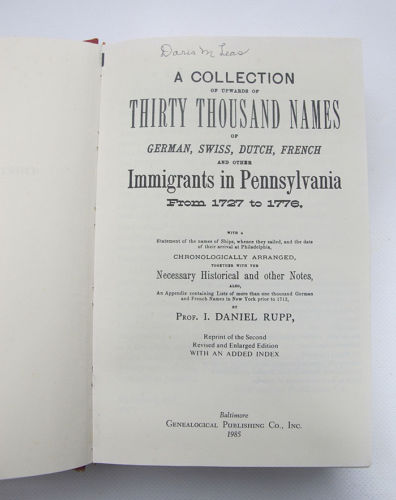 Doris M Leas
A COLLECTION
OF UPWARDS OF
THIRTY THOUSAND NAMES
OF
GERMAN, SWISS, DUTCH, FRENCH
AND OTHER
Immigrants in Pennsylvania
From 1727 to 1776,
WITH A
Statement of the names of Ships, whence they sailed, and the date
of their arrival at Philadelphia,
CHRONOLOGICALLY ARRANGED,
TOGETHER WITH THE
Necessary Historical and other Notes,
ALSO,
An Appendix containing Lists of more than one thousand German
and French Names in New York prior to 1712,
BY
PROF. I. DANIEL RUPP,
Reprint of the Second
Revised and Enlarged Edition
WITH AN ADDED INDEX
Baltimore
GENEALOGICAL PUBLISHING CO., INC.
1985